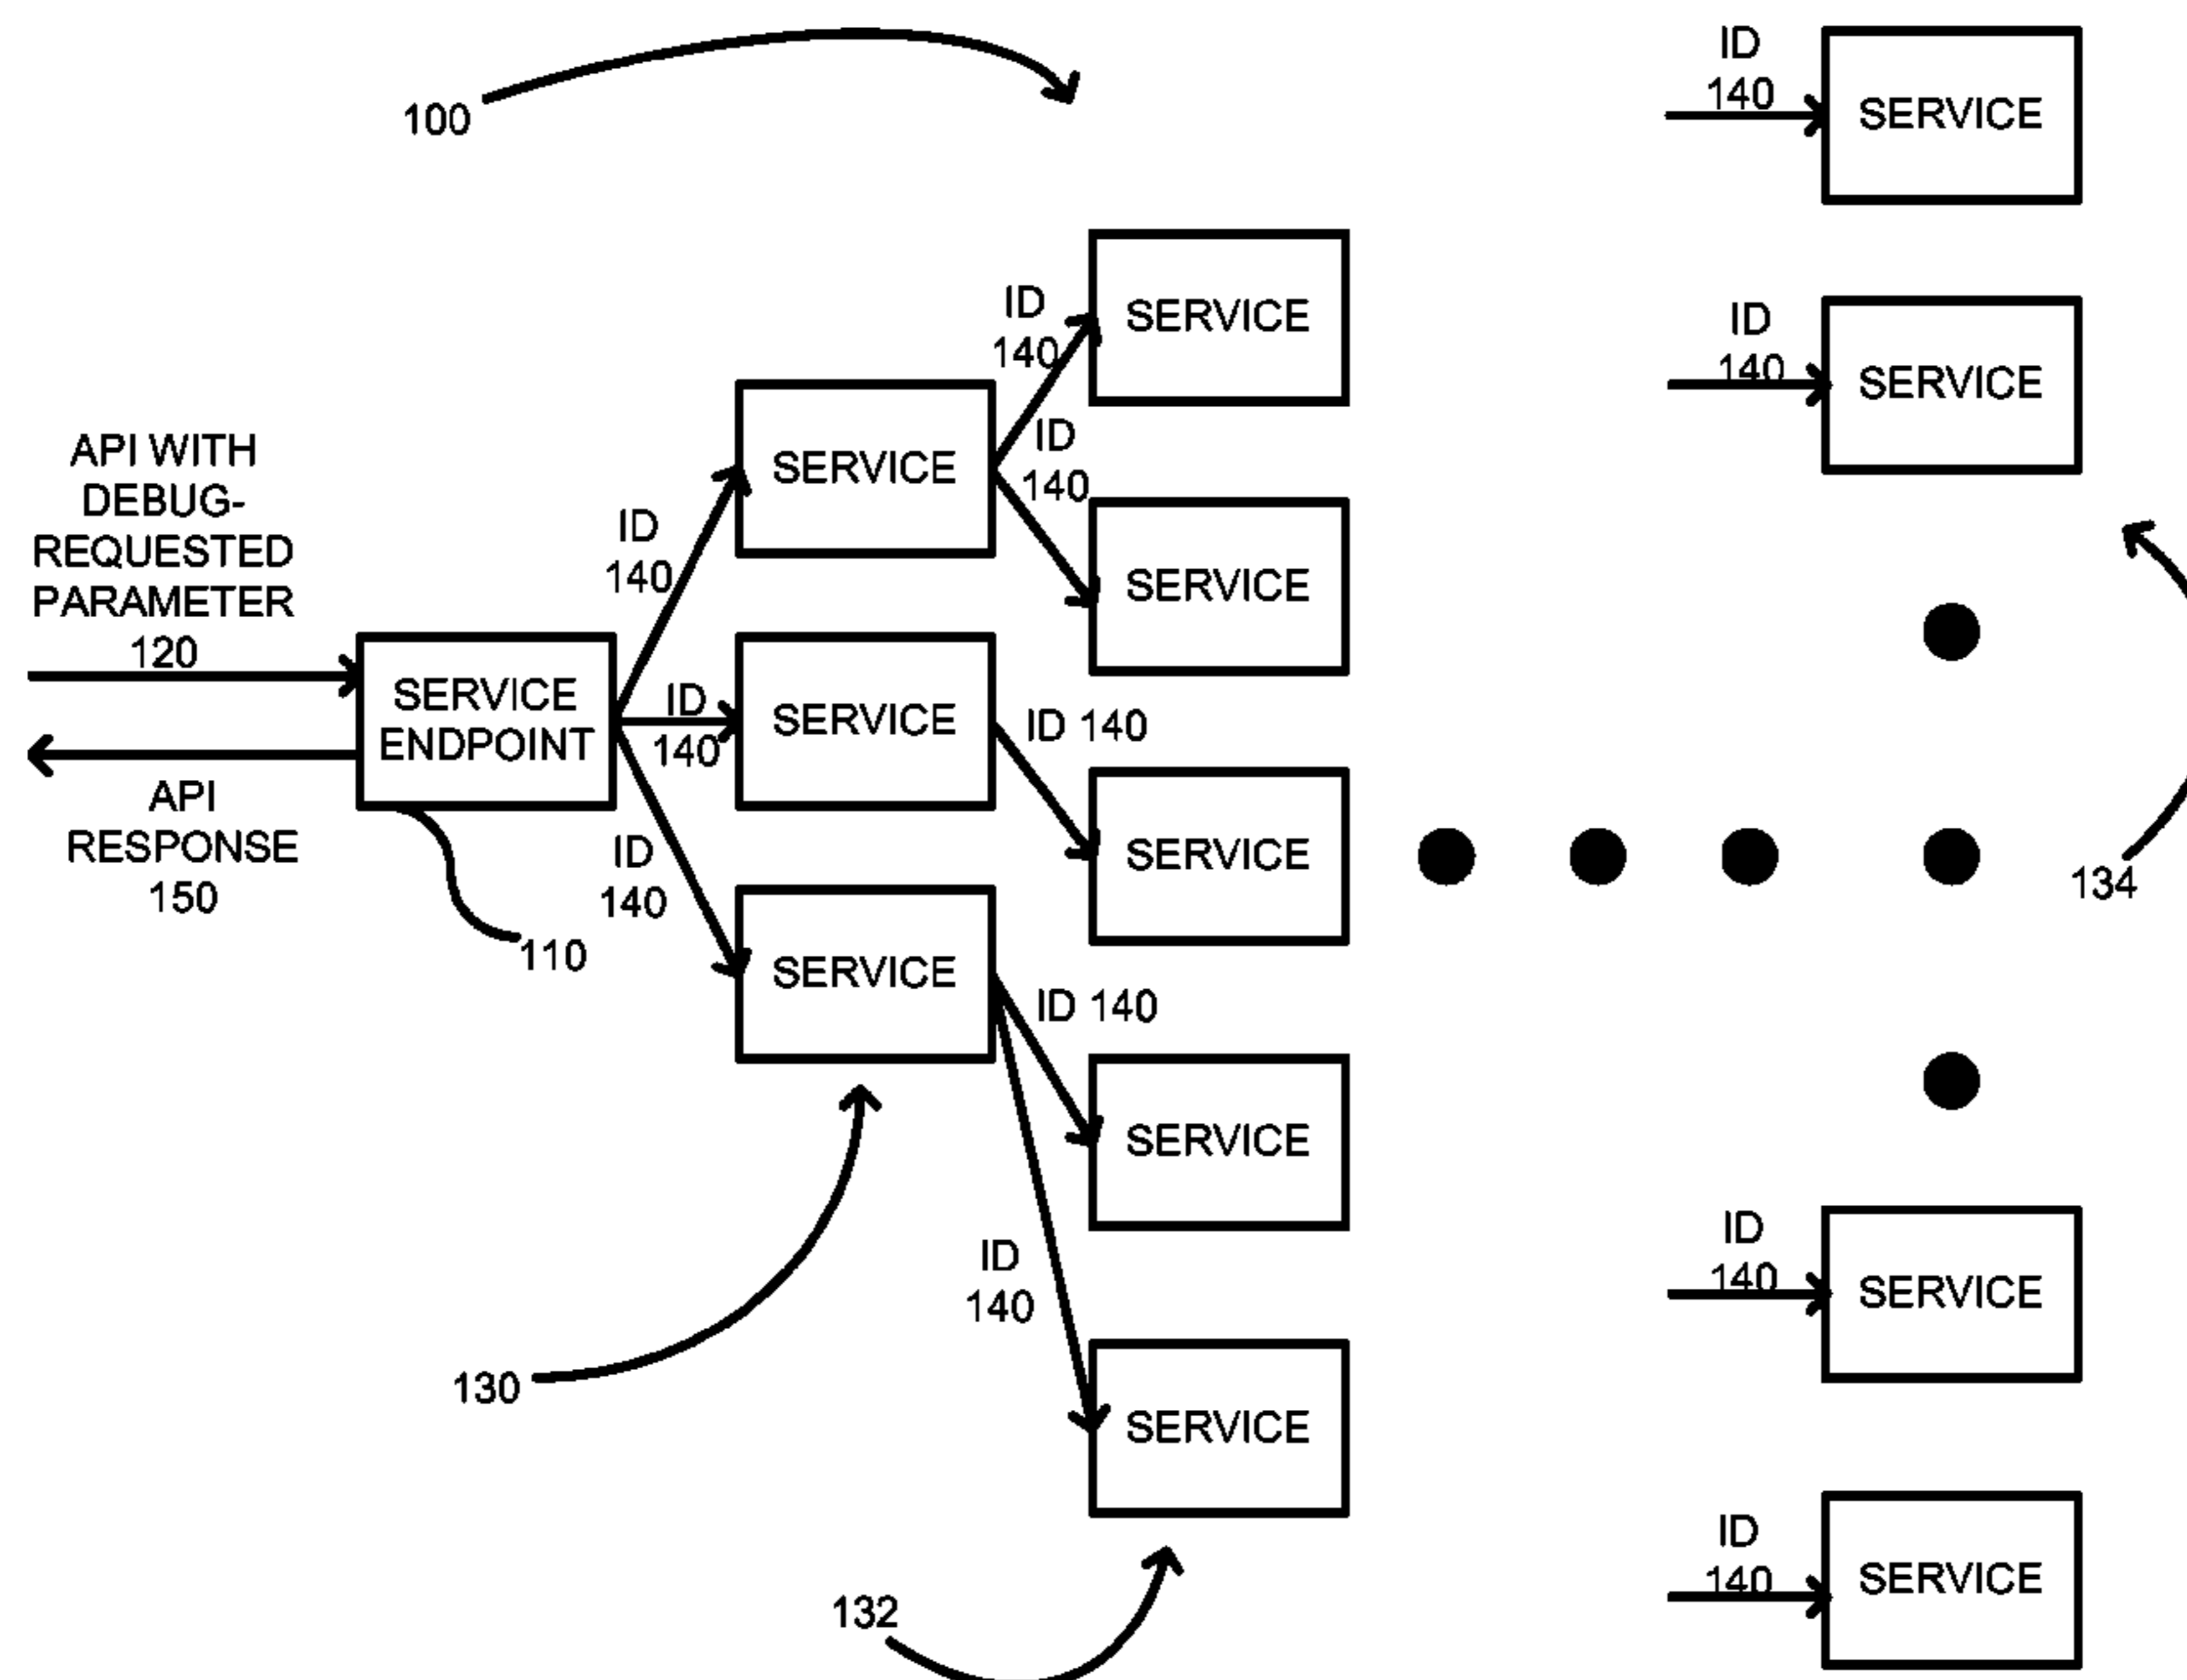 100
API WITH
DEBUG-
REQUESTED
PARAMETER
120
SERVICE
ENDPOINT
API
RESPONSE
150
110
ID
140
ID
140
ID
140
SERVICE
SERVICE
SERVICE
130
ID
140
ID
140
ID 140
ID 140
ID
140
SERVICE
SERVICE
SERVICE
SERVICE
SERVICE
132
ID
140
SERVICE
ID
140
SERVICE
134
ID
140
SERVICE
ID
140
SERVICE